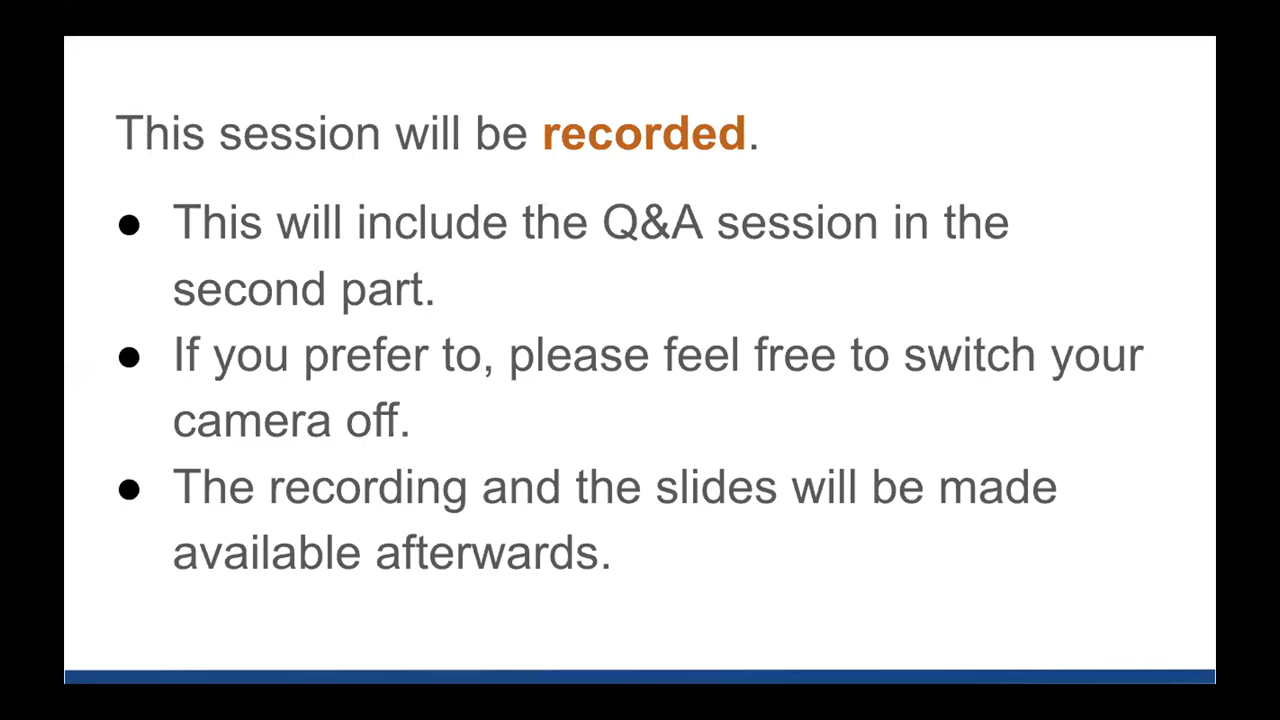 This session will be recorded.
● This will include the Q&A session in the
second part.
● If you prefer to, please feel free to switch your
camera off.
● The recording and the slides will be made
available afterwards.